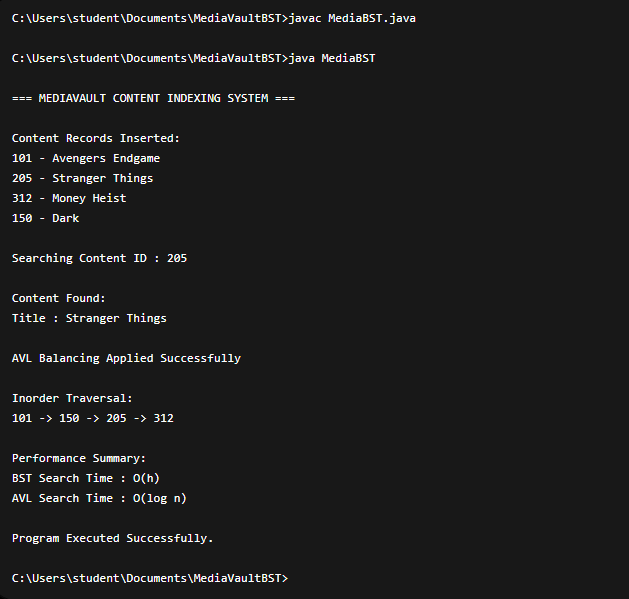 C:\Users\student\Documents\MediaVaultBST>javac MediaBST.java
C:\Users\student\Documents\MediaVaultBST>java MediaBST
=== MEDIAVAULT CONTENT INDEXING SYSTEM ===
Content Records Inserted:
101 - Avengers Endgame
205 - Stranger Things
312 - Money Heist
150 - Dark
Searching Content ID : 205
Content Found:
Title : Stranger Things
AVL Balancing Applied Successfully
Inorder Traversal:
101 -> 150 -> 205 -> 312
Performance Summary:
BST Search Time : O(h)
AVL Search Time : O(log n)
Program Executed Successfully.
C:\Users\student\Documents\MediaVaultBST>